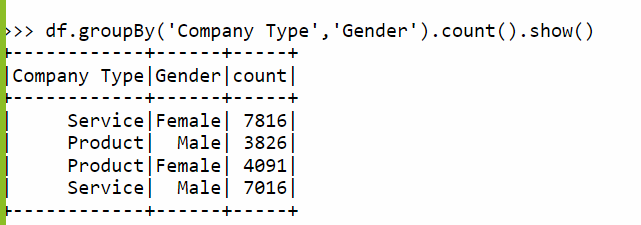 >>> df.groupBy('Company Type','Gender').count().show()
+------------+------+-----+
|Company Type|Gender|count|
+------------+------+-----+
|     Service|Female| 7816|
|     Product|  Male| 3826|
|     Product|Female| 4091|
|     Service|  Male| 7016|
+------------+------+-----+